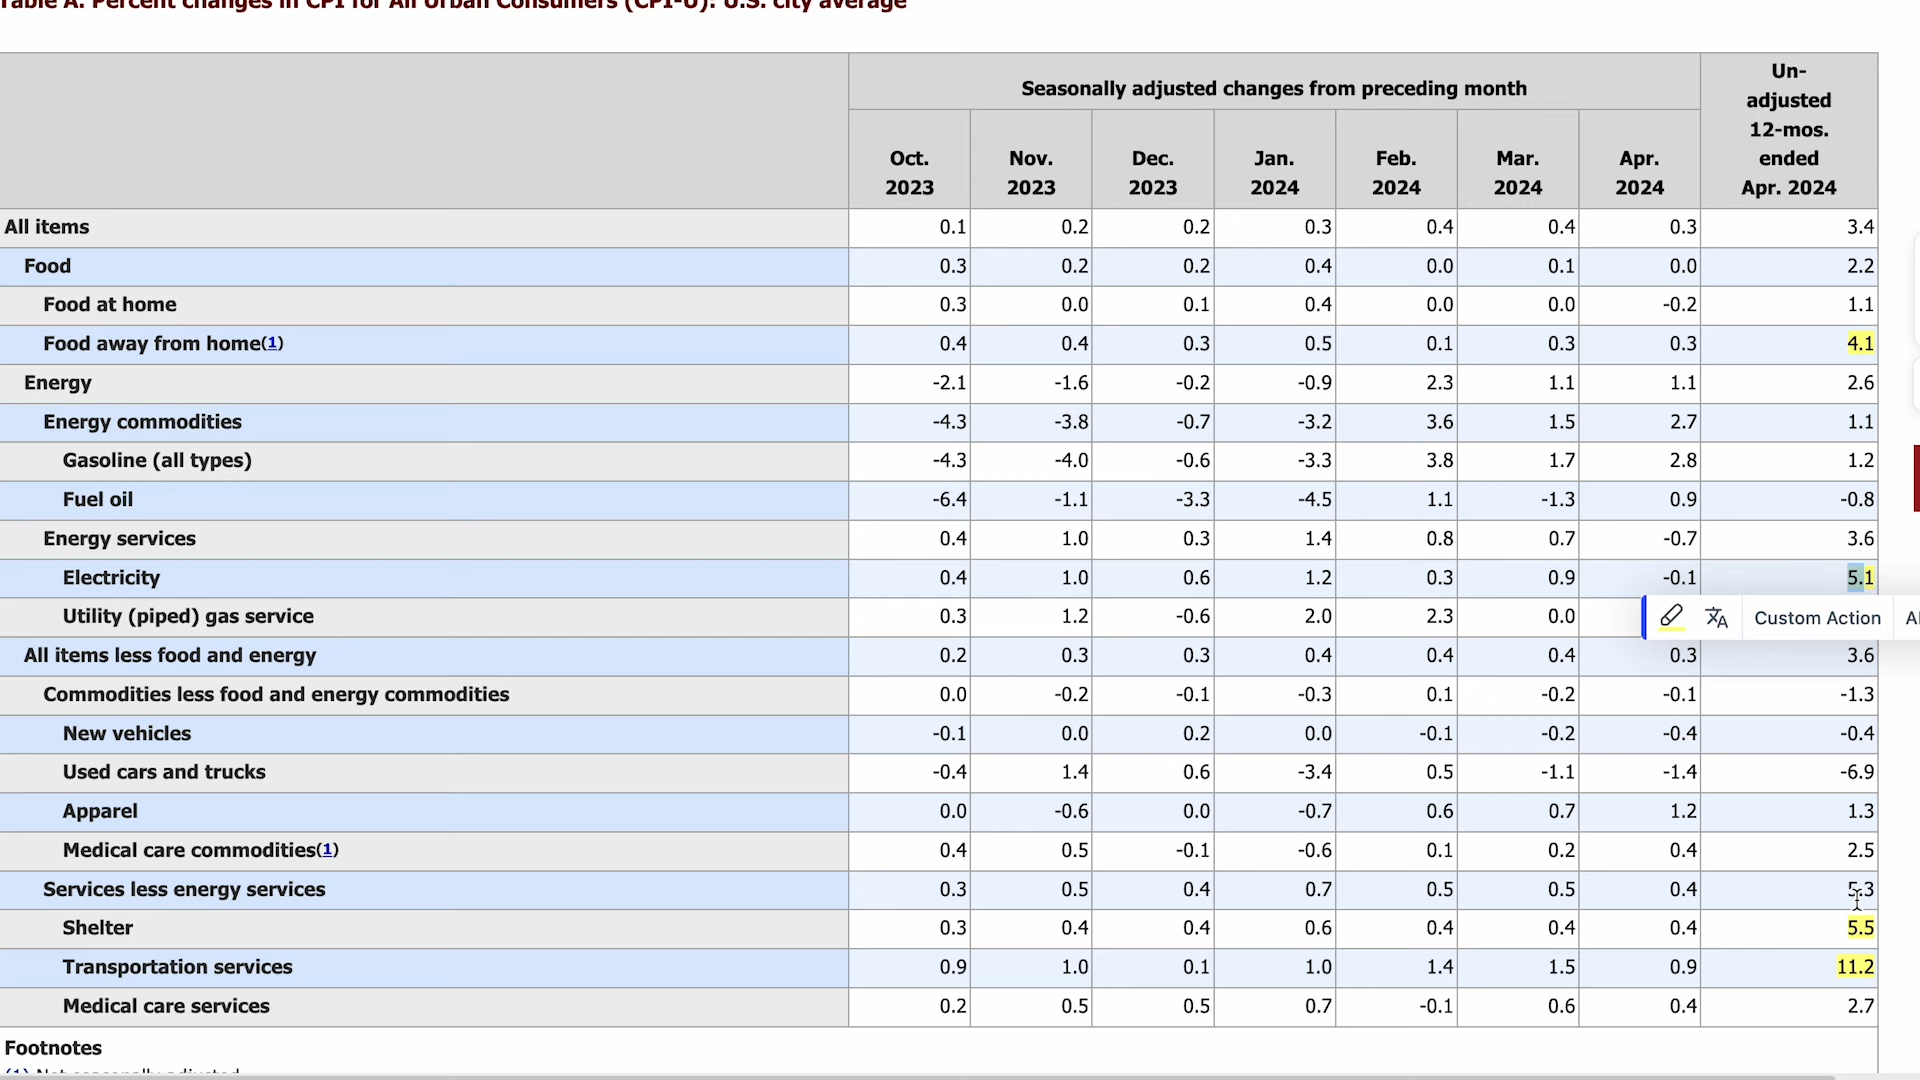 Table A. Percent changes in CPI for All Urban Consumers (CPI-U): U.S. city average
Seasonally adjusted changes from preceding month
Un-
adjusted
12-mos.
ended
Apr. 2024
Oct.
2023
Nov.
2023
Dec.
2023
Jan.
2024
Feb.
2024
Mar.
2024
Apr.
2024
All items 0.1 0.2 0.2 0.3 0.4 0.4 0.3 3.4
Food 0.3 0.2 0.2 0.4 0.0 0.1 0.0 2.2
Food at home 0.3 0.0 0.1 0.4 0.0 0.0 -0.2 1.1
Food away from home(1) 0.4 0.4 0.3 0.5 0.1 0.3 0.3 4.1
Energy -2.1 -1.6 -0.2 -0.9 2.3 1.1 1.1 2.6
Energy commodities -4.3 -3.8 -0.7 -3.2 3.6 1.5 2.7 1.1
Gasoline (all types) -4.3 -4.0 -0.6 -3.3 3.8 1.7 2.8 1.2
Fuel oil -6.4 -1.1 -3.3 -4.5 1.1 -1.3 0.9 -0.8
Energy services 0.4 1.0 0.3 1.4 0.8 0.7 -0.7 3.6
Electricity 0.4 1.0 0.6 1.2 0.3 0.9 -0.1 5.1
Utility (piped) gas service 0.3 1.2 -0.6 2.0 2.3 0.0
Custom Action
All items less food and energy 0.2 0.3 0.3 0.4 0.4 0.4 0.3 3.6
Commodities less food and energy commodities 0.0 -0.2 -0.1 -0.3 0.1 -0.2 -0.1 -1.3
New vehicles -0.1 0.0 0.2 0.0 -0.1 -0.2 -0.4 -0.4
Used cars and trucks -0.4 1.4 0.6 -3.4 0.5 -1.1 -1.4 -6.9
Apparel 0.0 -0.6 0.0 -0.7 0.6 0.7 1.2 1.3
Medical care commodities(1) 0.4 0.5 -0.1 -0.6 0.1 0.2 0.4 2.5
Services less energy services 0.3 0.5 0.4 0.7 0.5 0.5 0.4 5.3
Shelter 0.3 0.4 0.4 0.6 0.4 0.4 0.4 5.5
Transportation services 0.9 1.0 0.1 1.0 1.4 1.5 0.9 11.2
Medical care services 0.2 0.5 0.5 0.7 -0.1 0.6 0.4 2.7
Footnotes
(1) Not seasonally adjusted